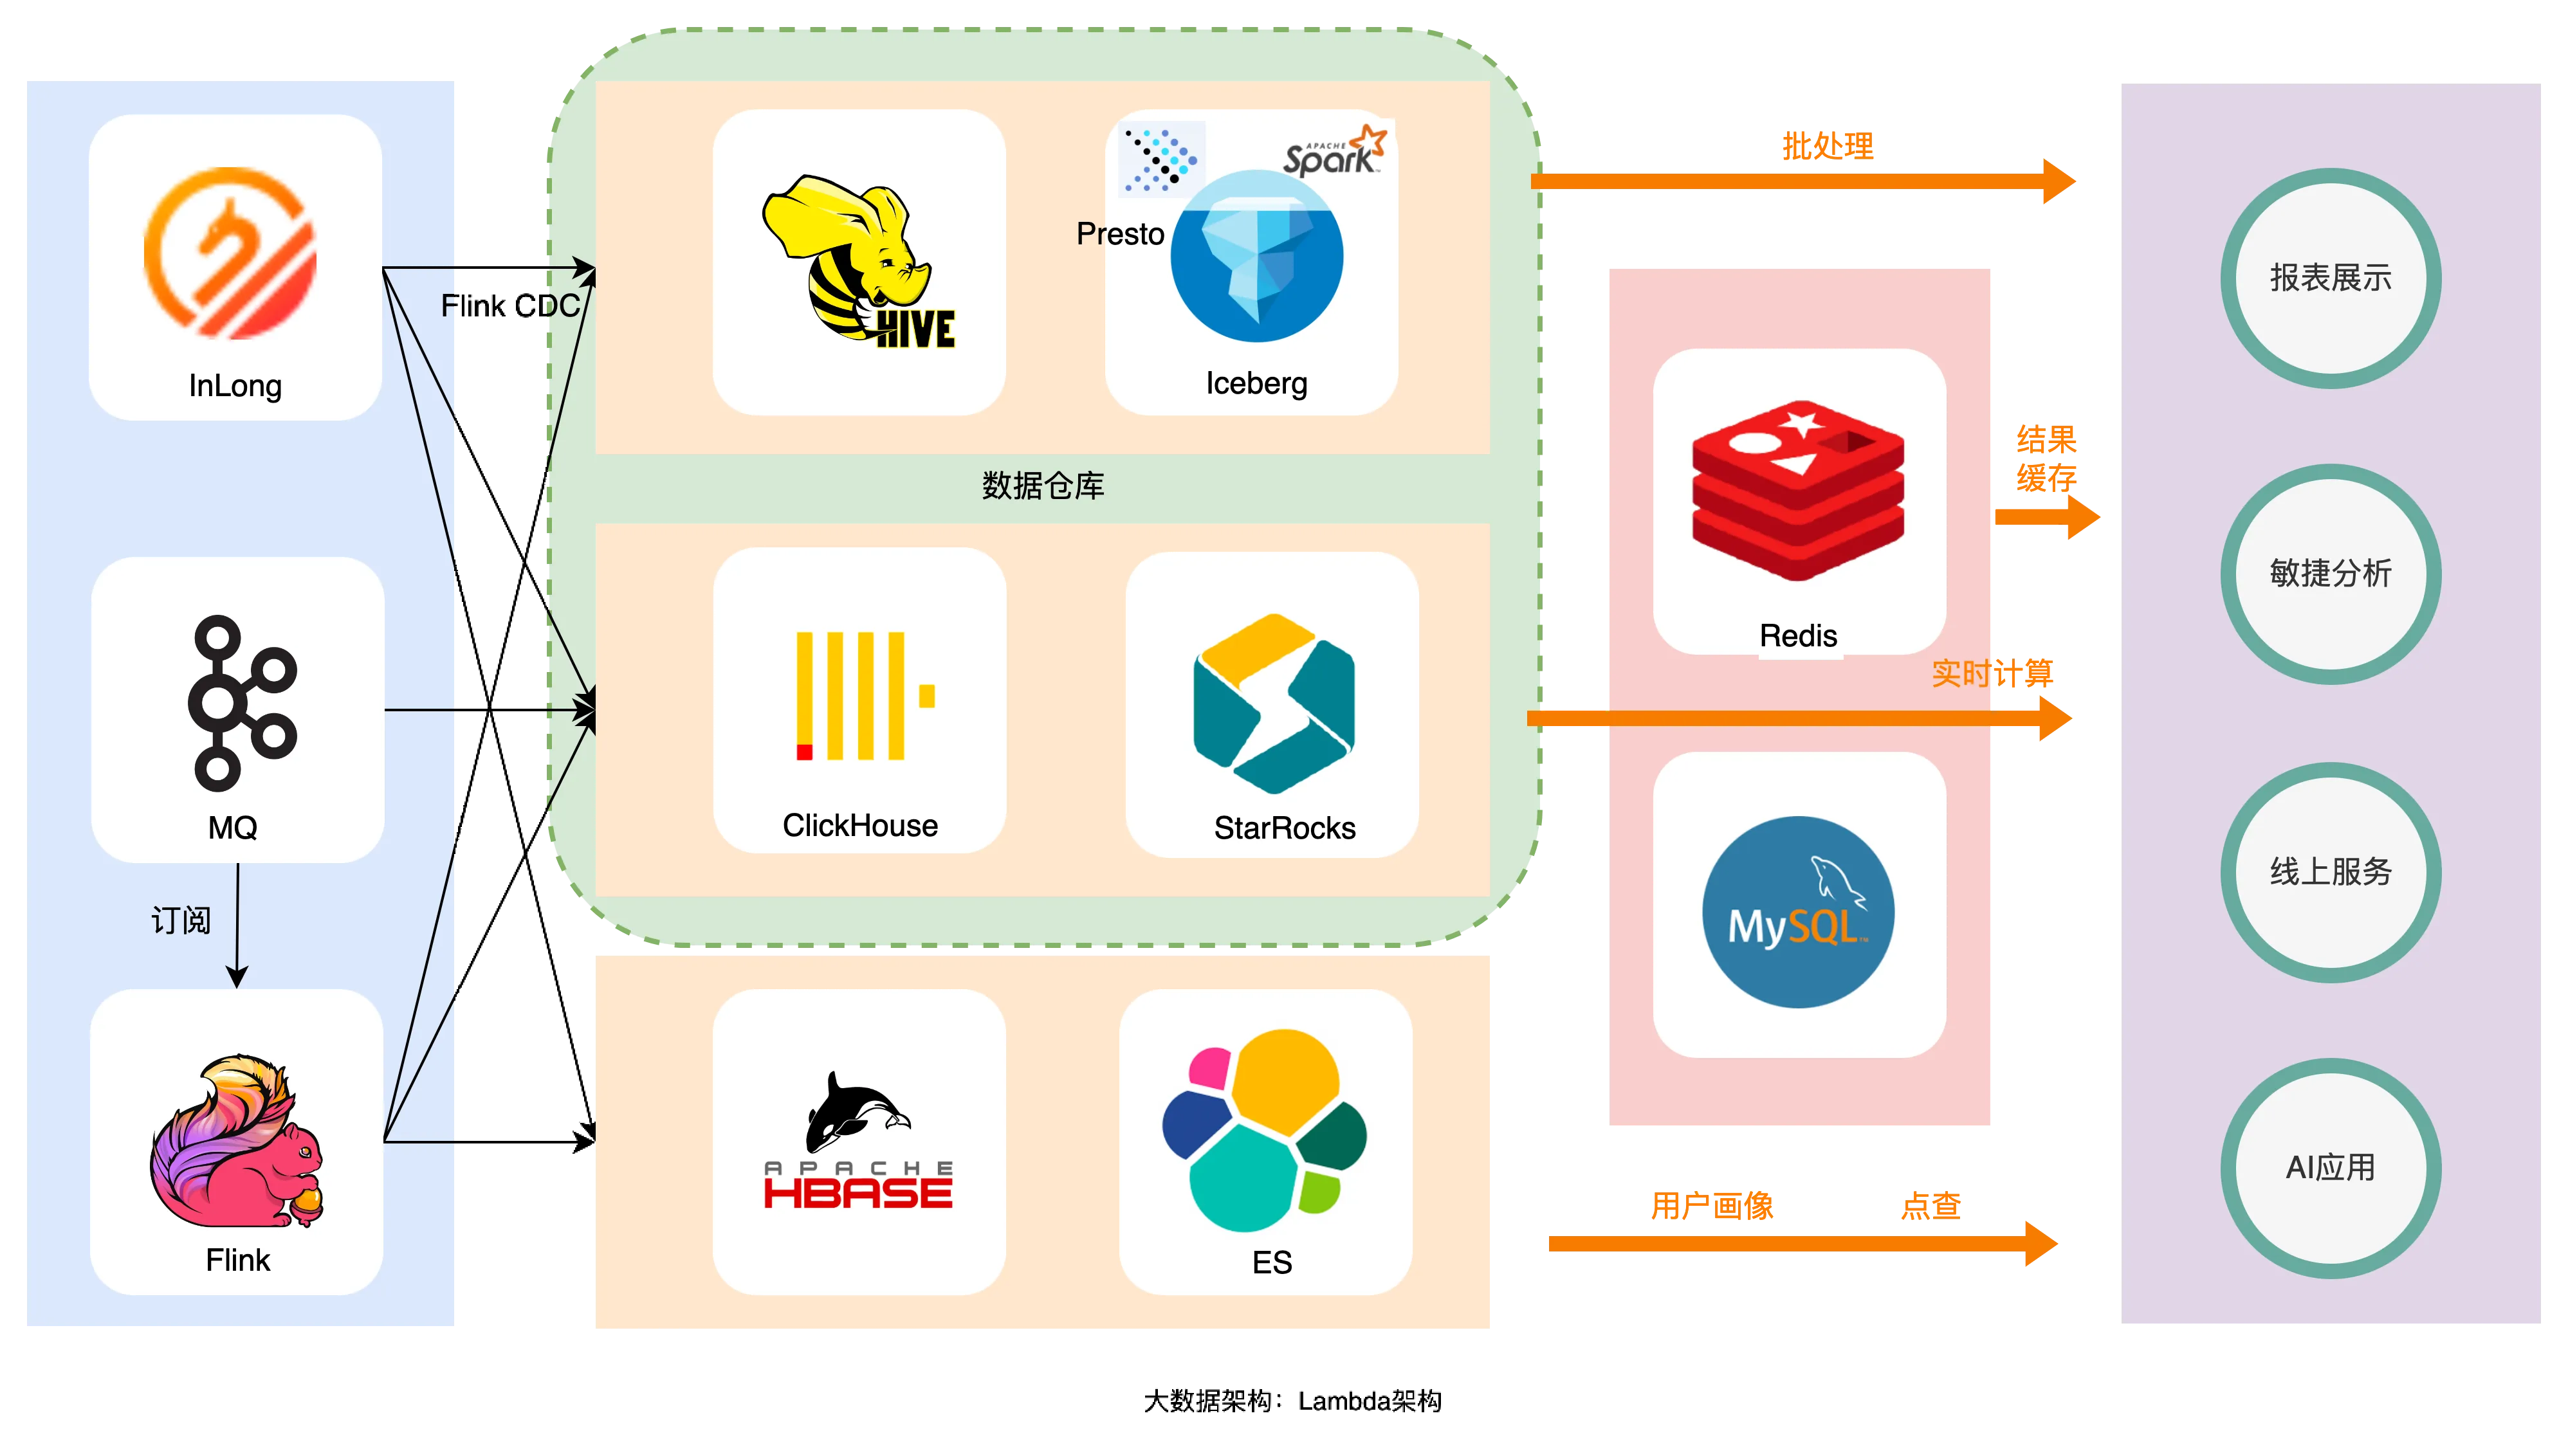 InLong
Flink CDC
MQ
订阅
Flink
HIVE
Presto
APACHE
Spark
Iceberg
数据仓库
ClickHouse
StarRocks
APACHE
HBASE
ES
批处理
Redis
结果
缓存
实时计算
MySQL
用户画像
点查
报表展示
敏捷分析
线上服务
AI应用
大数据架构：Lambda架构